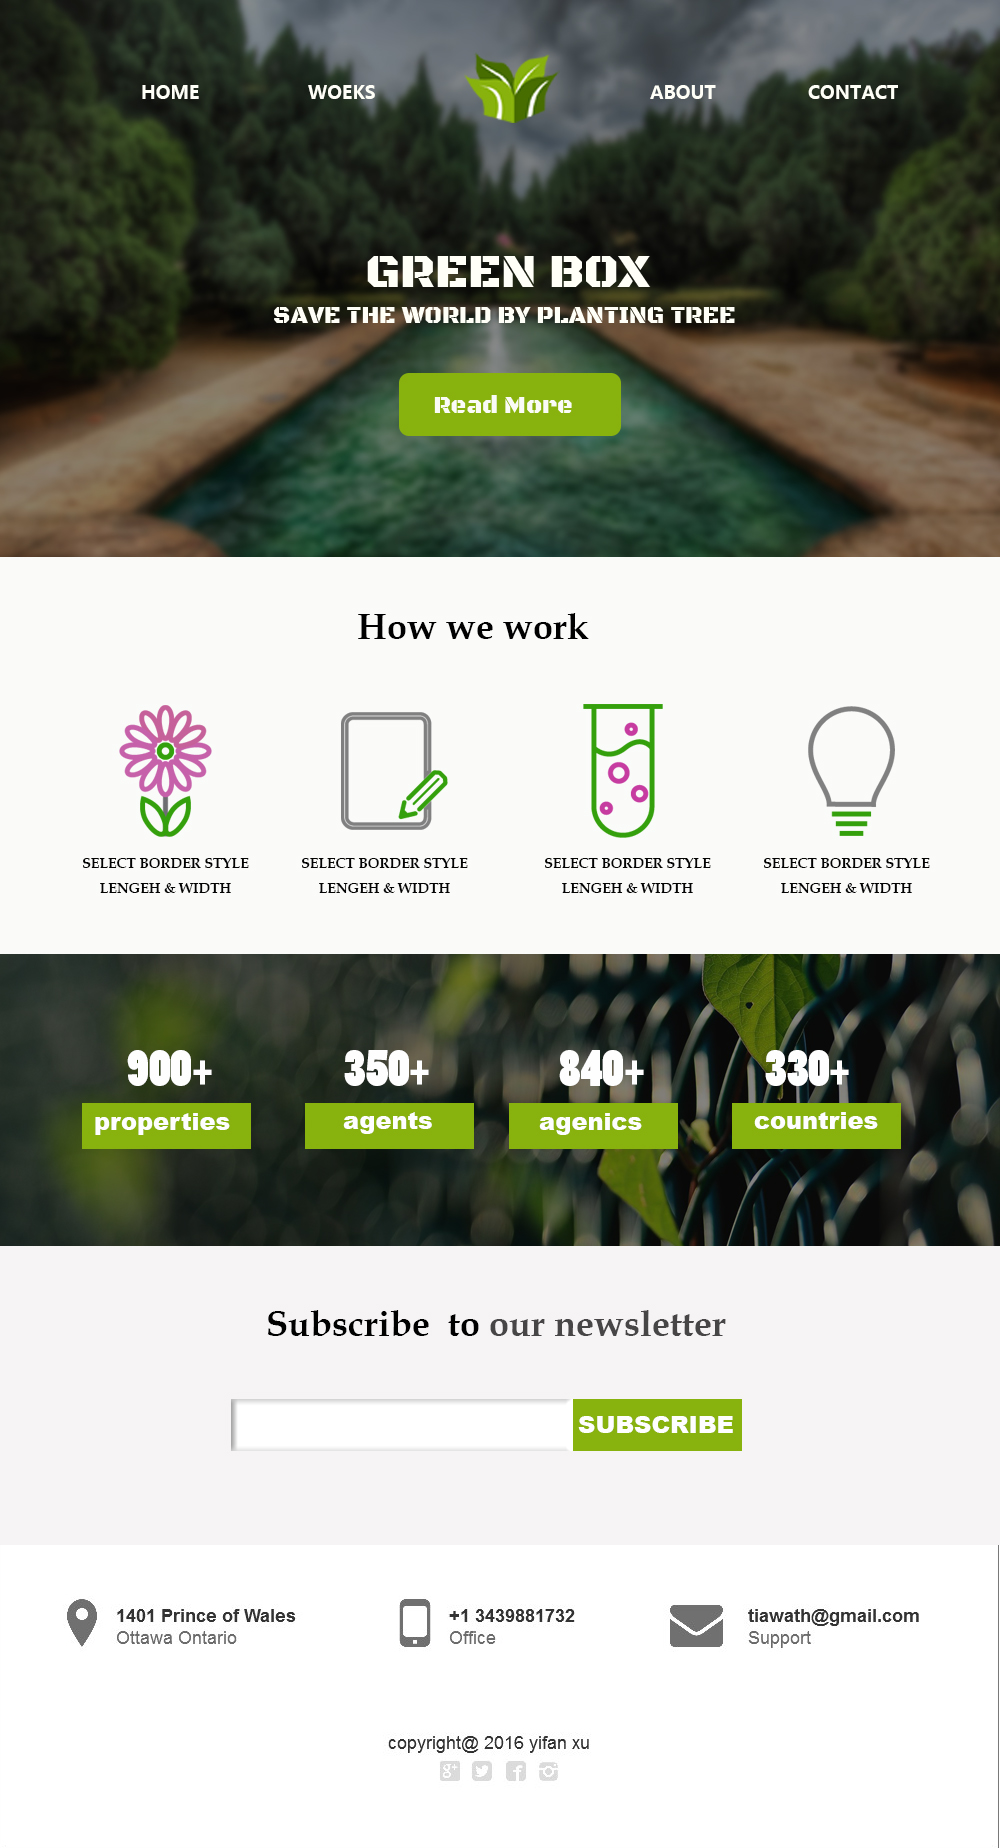 HOME WOEKS ABOUT CONTACT
GREEN BOX
SAVE THE WORLD BY PLANTING TREE
Read More
How we work
SELECT BORDER STYLE
LENGEH & WIDTH
SELECT BORDER STYLE
LENGEH & WIDTH
SELECT BORDER STYLE
LENGEH & WIDTH
SELECT BORDER STYLE
LENGEH & WIDTH
900+
properties
350+
agents
840+
agenics
330+
countries
Subscribe to our newsletter
SUBSCRIBE
1401 Prince of Wales
Ottawa Ontario
+1 3439881732
Office
tiawath@gmail.com
Support
copyright@ 2016 yifan xu